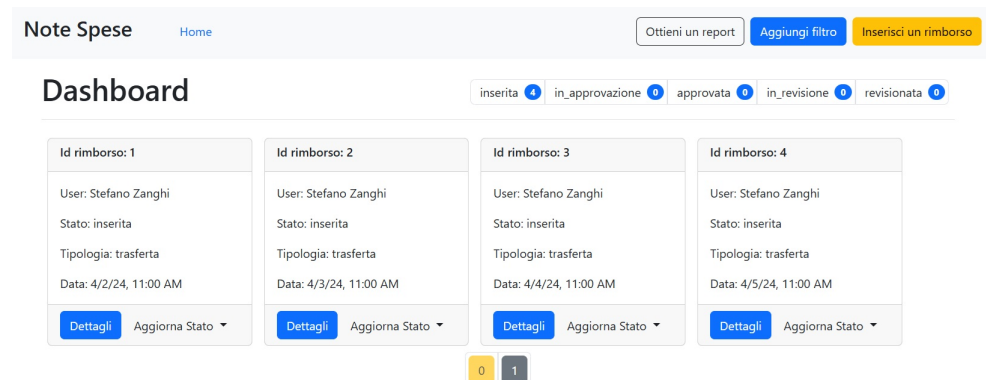 Note Spese Home Ottieni un report Aggiungi filtro Inserisci un rimborso
Dashboard inserita 4 in_approvazione 0 approvata 0 in_revisione 0 revisionata 0
Id rimborso: 1
User: Stefano Zanghi
Stato: inserita
Tipologia: trasferta
Data: 4/2/24, 11:00 AM
Dettagli Aggiorna Stato
Id rimborso: 2
User: Stefano Zanghi
Stato: inserita
Tipologia: trasferta
Data: 4/3/24, 11:00 AM
Dettagli Aggiorna Stato
Id rimborso: 3
User: Stefano Zanghi
Stato: inserita
Tipologia: trasferta
Data: 4/4/24, 11:00 AM
Dettagli Aggiorna Stato
Id rimborso: 4
User: Stefano Zanghi
Stato: inserita
Tipologia: trasferta
Data: 4/5/24, 11:00 AM
Dettagli Aggiorna Stato
0 1